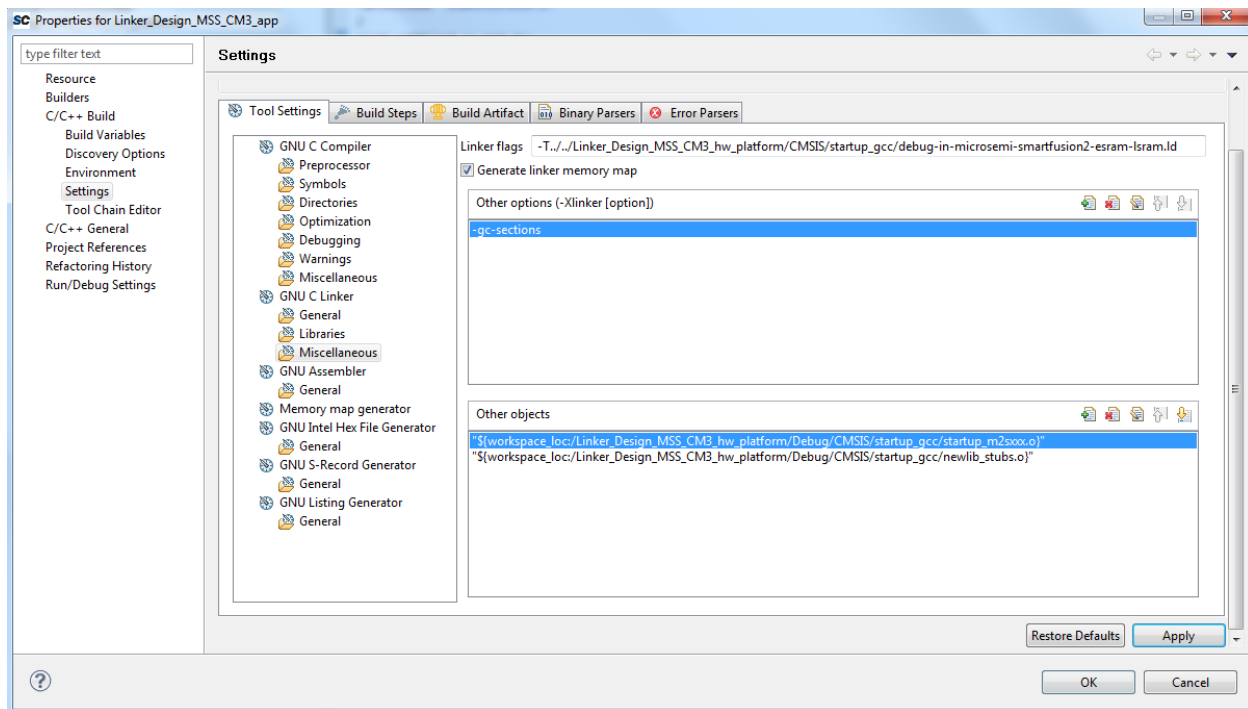 SC Properties for Linker_Design_MSS_CM3_app
type filter text
Resource
Builders
C/C++ Build
Build Variables
Discovery Options
Environment
Settings
Tool Chain Editor
C/C++ General
Project References
Refactoring History
Run/Debug Settings
Settings
Tool Settings
Build Steps
Build Artifact
Binary Parsers
Error Parsers
GNU C Compiler
Preprocessor
Symbols
Directories
Optimization
Debugging
Warnings
Miscellaneous
GNU C Linker
General
Libraries
Miscellaneous
GNU Assembler
General
Memory map generator
GNU Intel Hex File Generator
General
GNU S-Record Generator
General
GNU Listing Generator
General
Linker flags -T../../Linker_Design_MSS_CM3_hw_platform/CMSIS/startup_gcc/debug-in-microsemi-smartfusion2-esram-lsram.ld
Generate linker memory map
Other options (-Xlinker [option])
-gc-sections
Other objects
"${workspace_loc:/Linker_Design_MSS_CM3_hw_platform/Debug/CMSIS/startup_gcc/startup_m2sxxx.o}"
"${workspace_loc:/Linker_Design_MSS_CM3_hw_platform/Debug/CMSIS/startup_gcc/newlib_stubs.o}"
Restore Defaults
Apply
OK
Cancel